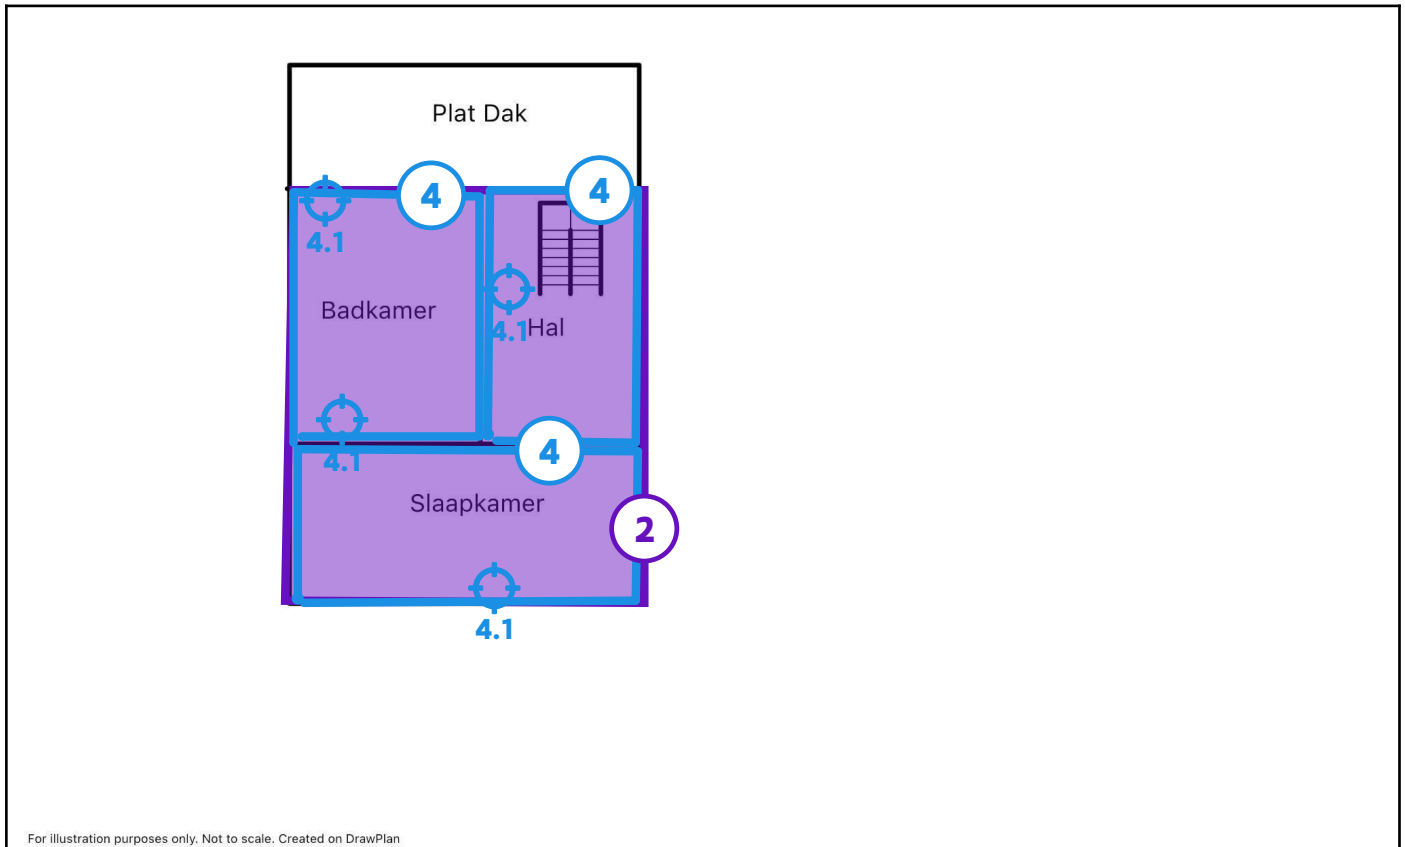 Plat Dak
4
4
4.1
Badkamer
4.1
Hal
4
4.1
Slaapkamer
2
4.1
For illustration purposes only. Not to scale. Created on DrawPlan